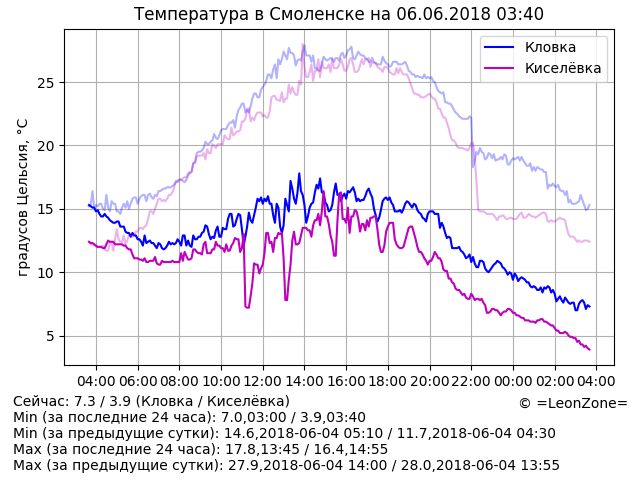 Температура в Смоленске на 06.06.2018 03:40
градусов Цельсия, °C
25
20
15
10
5
Кловка
Киселёвка
04:00 06:00 08:00 10:00 12:00 14:00 16:00 18:00 20:00 22:00 00:00 02:00 04:00
Сейчас: 7.3 / 3.9 (Кловка / Киселёвка)
© =LeonZone=
Min (за последние 24 часа): 7.0,03:00 / 3.9,03:40
Min (за предыдущие сутки): 14.6,2018-06-04 05:10 / 11.7,2018-06-04 04:30
Max (за последние 24 часа): 17.8,13:45 / 16.4,14:55
Max (за предыдущие сутки): 27.9,2018-06-04 14:00 / 28.0,2018-06-04 13:55